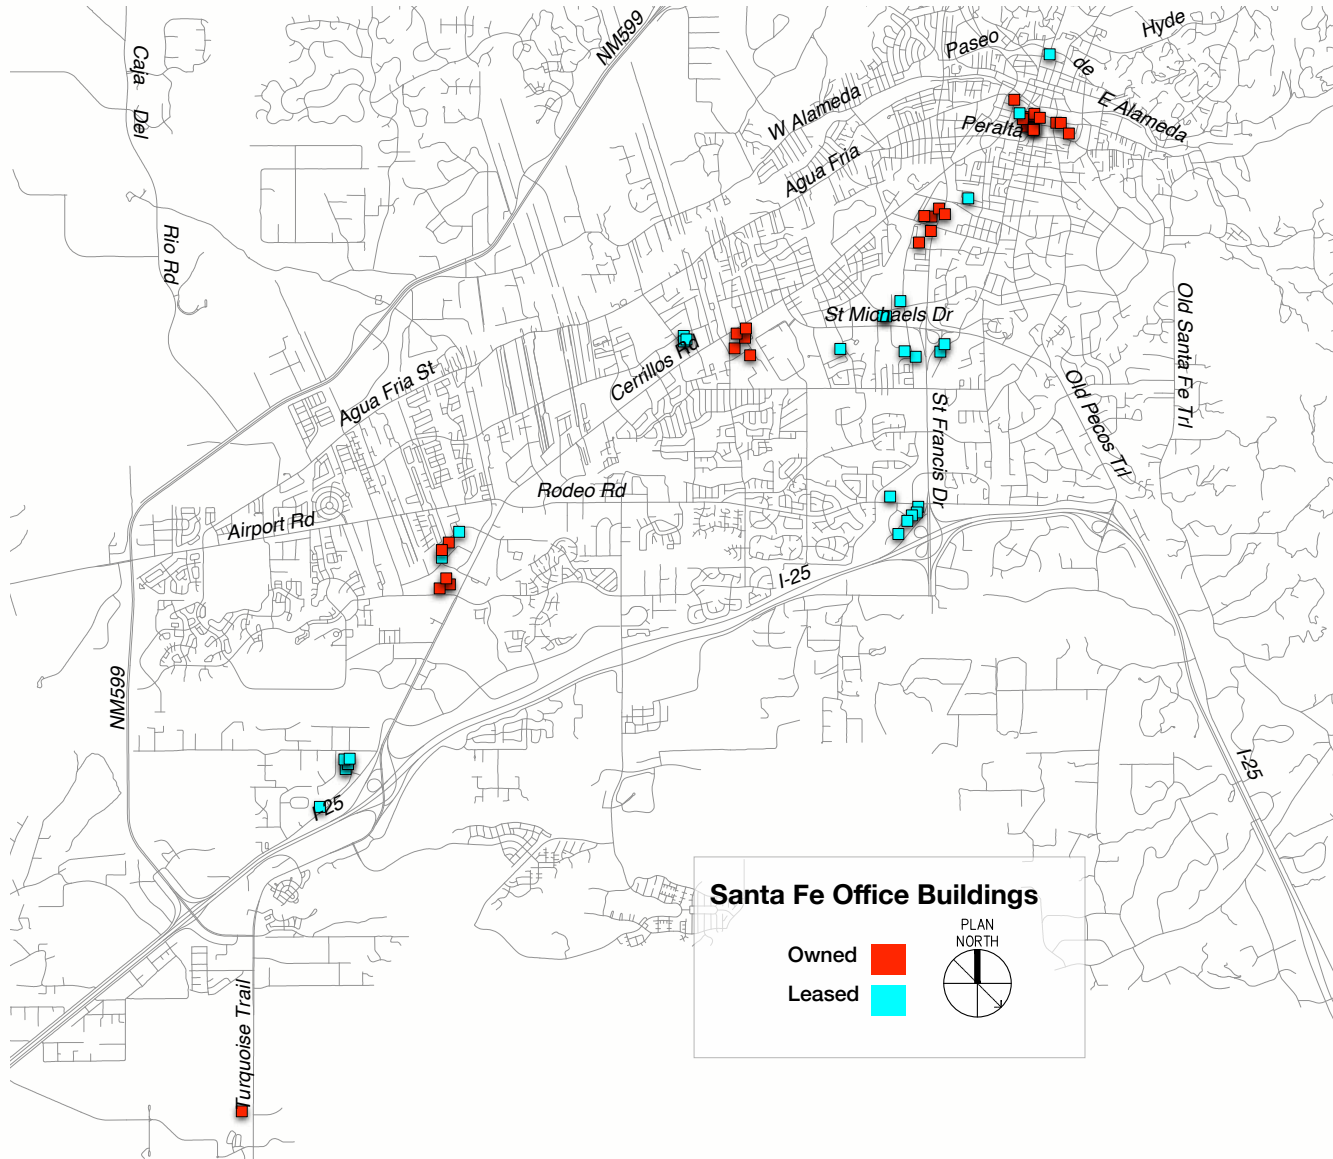 Caja Del
Rio Rd
NM599
Paseo
de
Hyde
W Alameda
E Alameda
Peralta
Agua Fria
Old Santa Fe Trl
St Michaels Dr
Cerrillos Rd
Agua Fria St
Old Pecos Trl
St Francis Dr
Rodeo Rd
Airport Rd
I-25
NM599
I-25
I-25
Santa Fe Office Buildings
PLAN
NORTH
Owned
Leased
Turquoise Trail